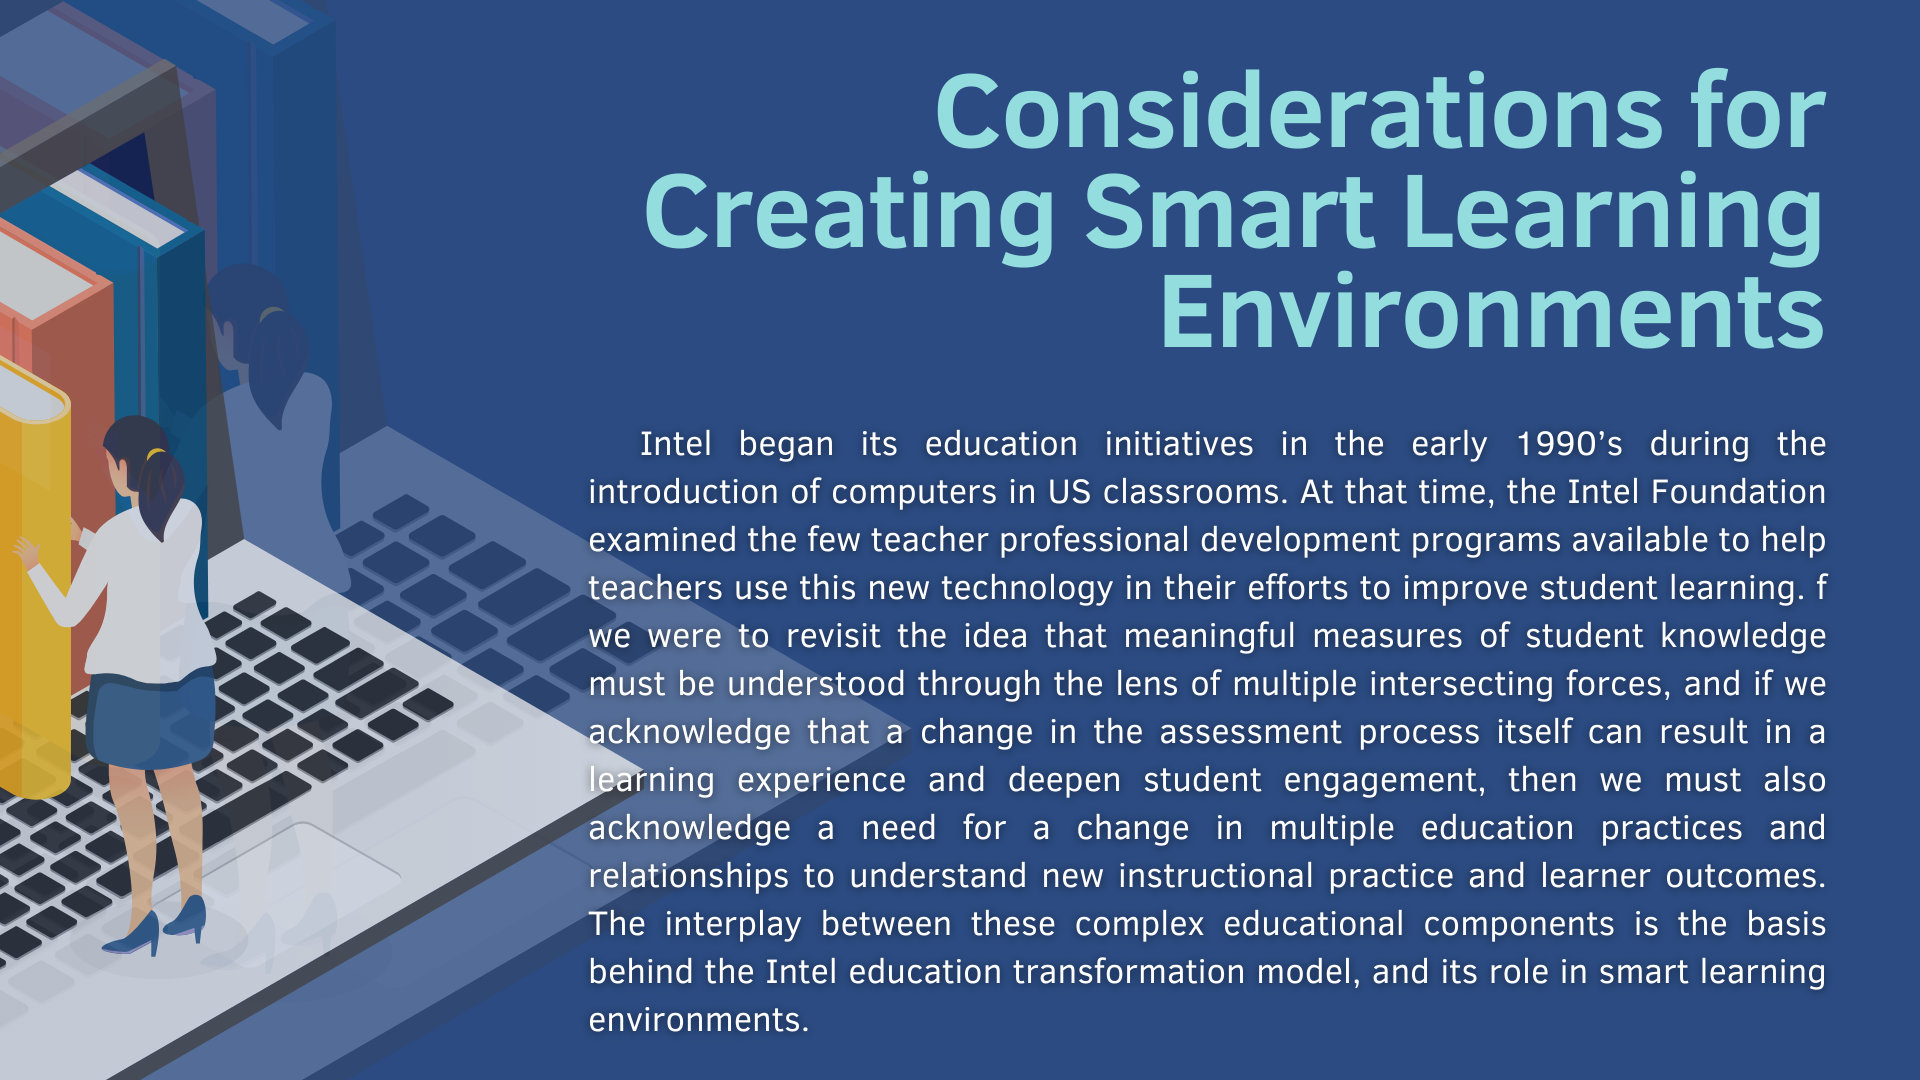 Considerations for
Creating Smart Learning
Environments
Intel began its education initiatives in the early 1990’s during the
introduction of computers in US classrooms. At that time, the Intel Foundation
examined the few teacher professional development programs available to help
teachers use this new technology in their efforts to improve student learning. f
we were to revisit the idea that meaningful measures of student knowledge
must be understood through the lens of multiple intersecting forces, and if we
acknowledge that a change in the assessment process itself can result in a
learning experience and deepen student engagement, then we must also
acknowledge a need for a change in multiple education practices and
relationships to understand new instructional practice and learner outcomes.
The interplay between these complex educational components is the basis
behind the Intel education transformation model, and its role in smart learning
environments.